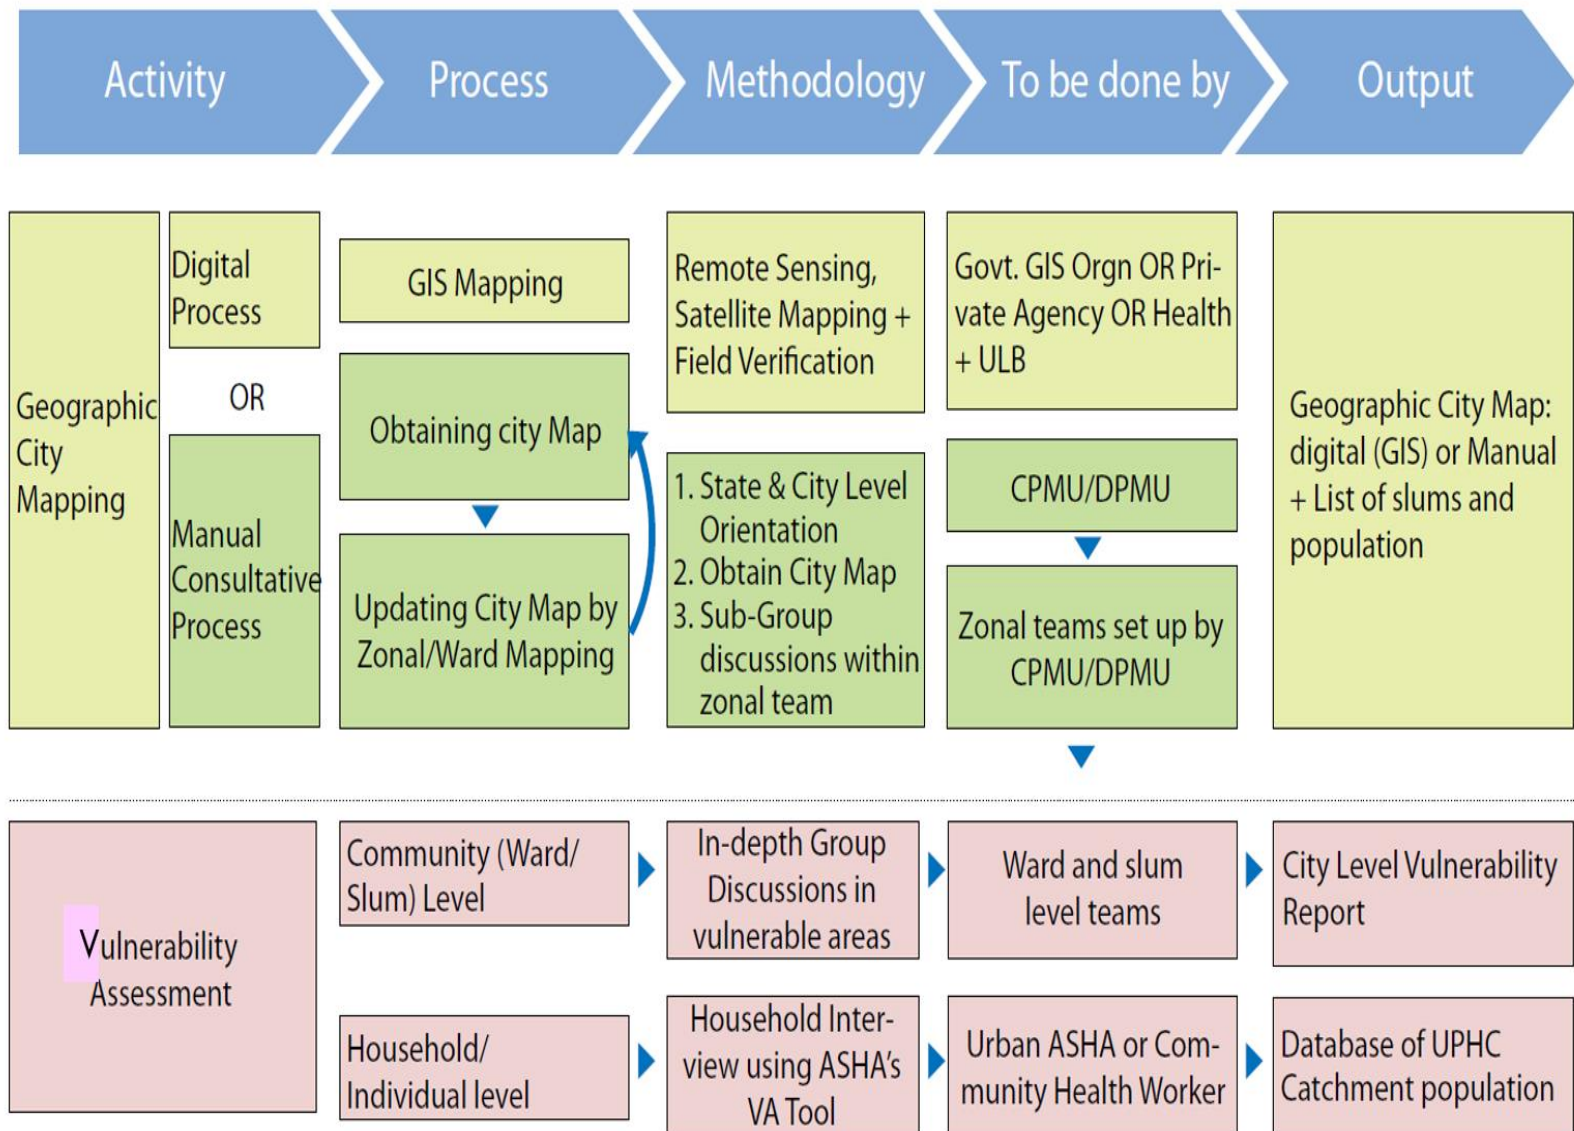 Activity
Process
Methodology
To be done by
Output
Geographic
City
Mapping
Digital
Process
OR
Manual
Consultative
Process
GIS Mapping
Obtaining city Map
Updating City Map by
Zonal/Ward Mapping
Remote Sensing,
Satellite Mapping +
Field Verification
1. State & City Level
Orientation
2. Obtain City Map
3. Sub-Group
discussions within
zonal team
Govt. GIS Orgn OR Pri-
vate Agency OR Health
+ ULB
CPMU/DPMU
Zonal teams set up by
CPMU/DPMU
Geographic City Map:
digital (GIS) or Manual
+ List of slums and
population
Vulnerability
Assessment
Community (Ward/
Slum) Level
In-depth Group
Discussions in
vulnerable areas
Ward and slum
level teams
City Level Vulnerability
Report
Household/
Individual level
Household Inter-
view using ASHA's
VA Tool
Urban ASHA or Com-
munity Health Worker
Database of UPHC
Catchment population